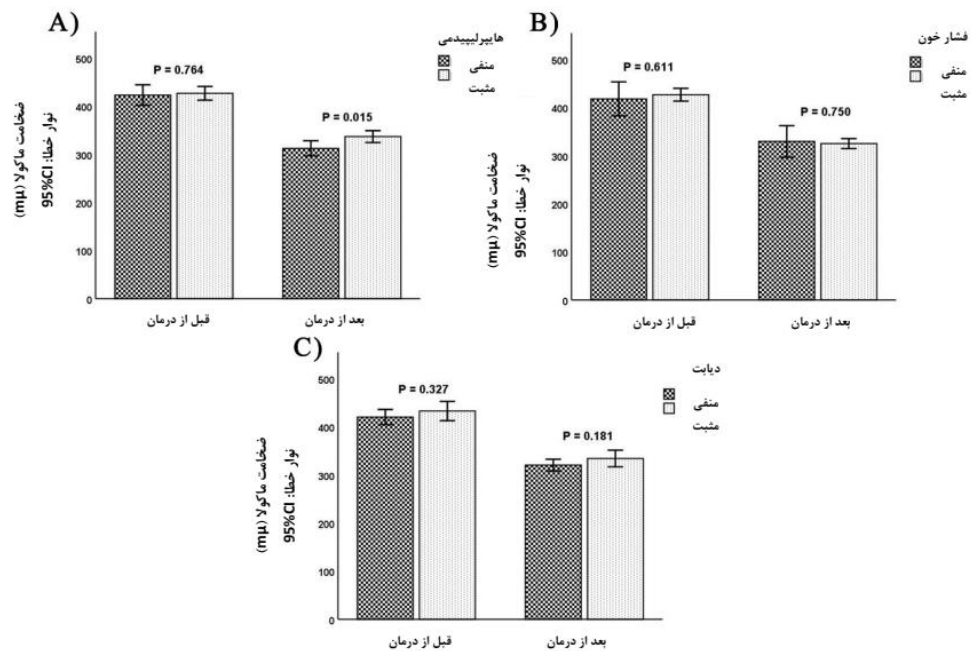 A)
هایپرلیپیدمی
منفی
مثبت
P = 0.764
P = 0.015
ضخامت ماکولا (mμ)
نوار خطا: 95%CI
500
400
300
200
100
0
قبل از درمان
بعد از درمان
B)
فشار خون
منفی
مثبت
P = 0.611
P = 0.750
ضخامت ماکولا (mμ)
نوار خطا: 95%CI
500
400
300
200
100
0
قبل از درمان
بعد از درمان
C)
دیابت
منفی
مثبت
P = 0.327
P = 0.181
ضخامت ماکولا (mμ)
نوار خطا: 95%CI
500
400
300
200
100
0
قبل از درمان
بعد از درمان